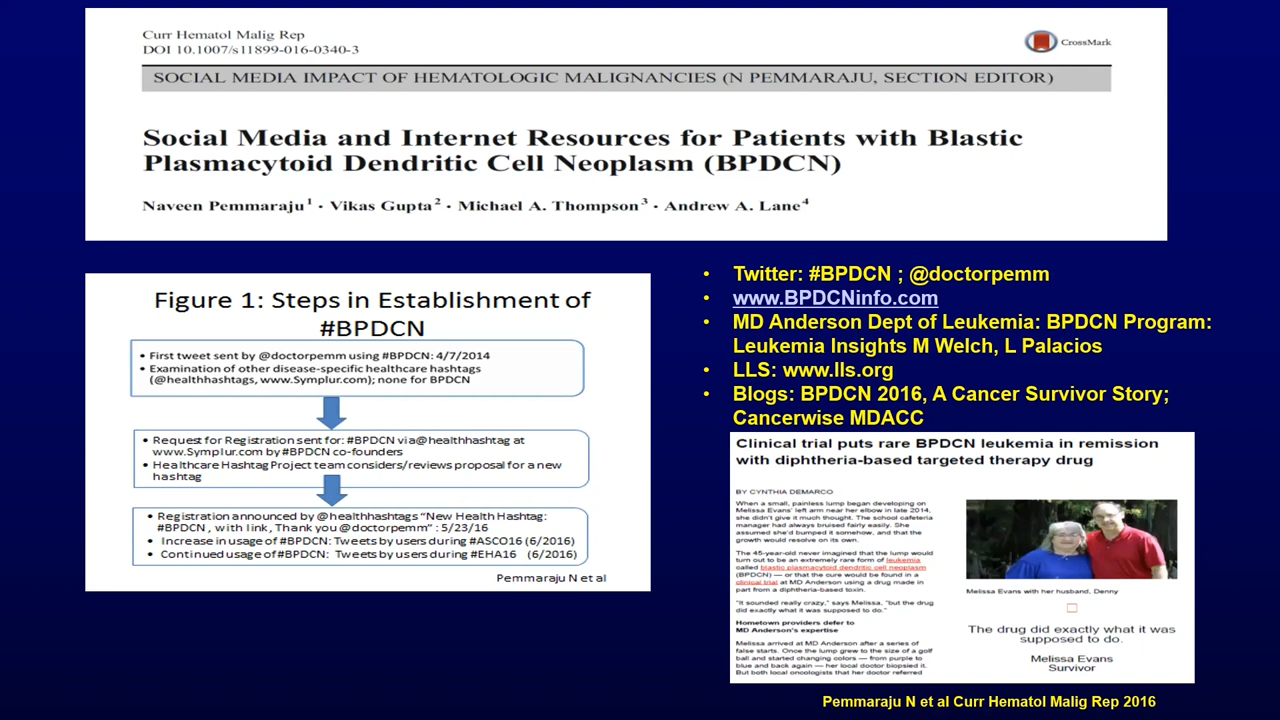 Curr Hematol Malig Rep
DOI 10.1007/s11899-016-0340-3
CrossMark
SOCIAL MEDIA IMPACT OF HEMATOLOGIC MALIGNANCIES (N PEMMARAJU, SECTION EDITOR)
Social Media and Internet Resources for Patients with Blastic
Plasmacytoid Dendritic Cell Neoplasm (BPDCN)
Naveen Pemmaraju1 · Vikas Gupta2 · Michael A. Thompson3 · Andrew A. Lane4
Figure 1: Steps in Establishment of
#BPDCN
• First tweet sent by @doctorpemm using #BPDCN: 4/7/2014
• Examination of other disease-specific healthcare hashtags
(@healthhashtags, www.Symplur.com); none for BPDCN
• Request for Registration sent for: #BPDCN via@healthhashtag at
www.Symplur.com by #BPDCN co-founders
• Healthcare Hashtag Project team considers/reviews proposal for a new
hashtag
• Registration announced by @healthhashtags “New Health Hashtag:
#BPDCN , with link, Thank you @doctorpemm” : 5/23/16
• Increase in usage of #BPDCN: Tweets by users during #ASCO16 (6/2016)
• Continued usage of #BPDCN: Tweets by users during #EHA16 (6/2016)
Pemmaraju N et al
• Twitter: #BPDCN ; @doctorpemm
• www.BPDCNinfo.com
• MD Anderson Dept of Leukemia: BPDCN Program:
Leukemia Insights M Welch, L Palacios
• LLS: www.lls.org
• Blogs: BPDCN 2016, A Cancer Survivor Story;
Cancerwise MDACC
Clinical trial puts rare BPDCN leukemia in remission
with diphtheria-based targeted therapy drug
BY CYNTHIA DEMARCO
When a small, painless lump began developing on
Melissa Evans' left arm near her elbow in late 2014,
she didn't give it much thought. The school cafeteria
manager had always bruised fairly easily. She
assumed she'd bumped it somehow, and that the
growth would resolve on its own.
The 45-year-old never imagined that the lump would
turn out to be an extremely rare form of leukemia
called blastic plasmacytoid dendritic cell neoplasm
(BPDCN) — or that the cure would be found in a
clinical trial at MD Anderson using a drug made in
part from a diphtheria-based toxin.
"It sounded really crazy," says Melissa, "but the drug
did exactly what it was supposed to do."
Hometown providers defer to
MD Anderson's expertise
Melissa arrived at MD Anderson after a series of
false starts. Once the lump grew to the size of a golf
ball and started changing colors — from purple to
blue and back again — her local doctor biopsied it.
But both local oncologists that her doctor referred
Melissa Evans with her husband, Denny
The drug did exactly what it was
supposed to do.
Melissa Evans
Survivor
Pemmaraju N et al Curr Hematol Malig Rep 2016